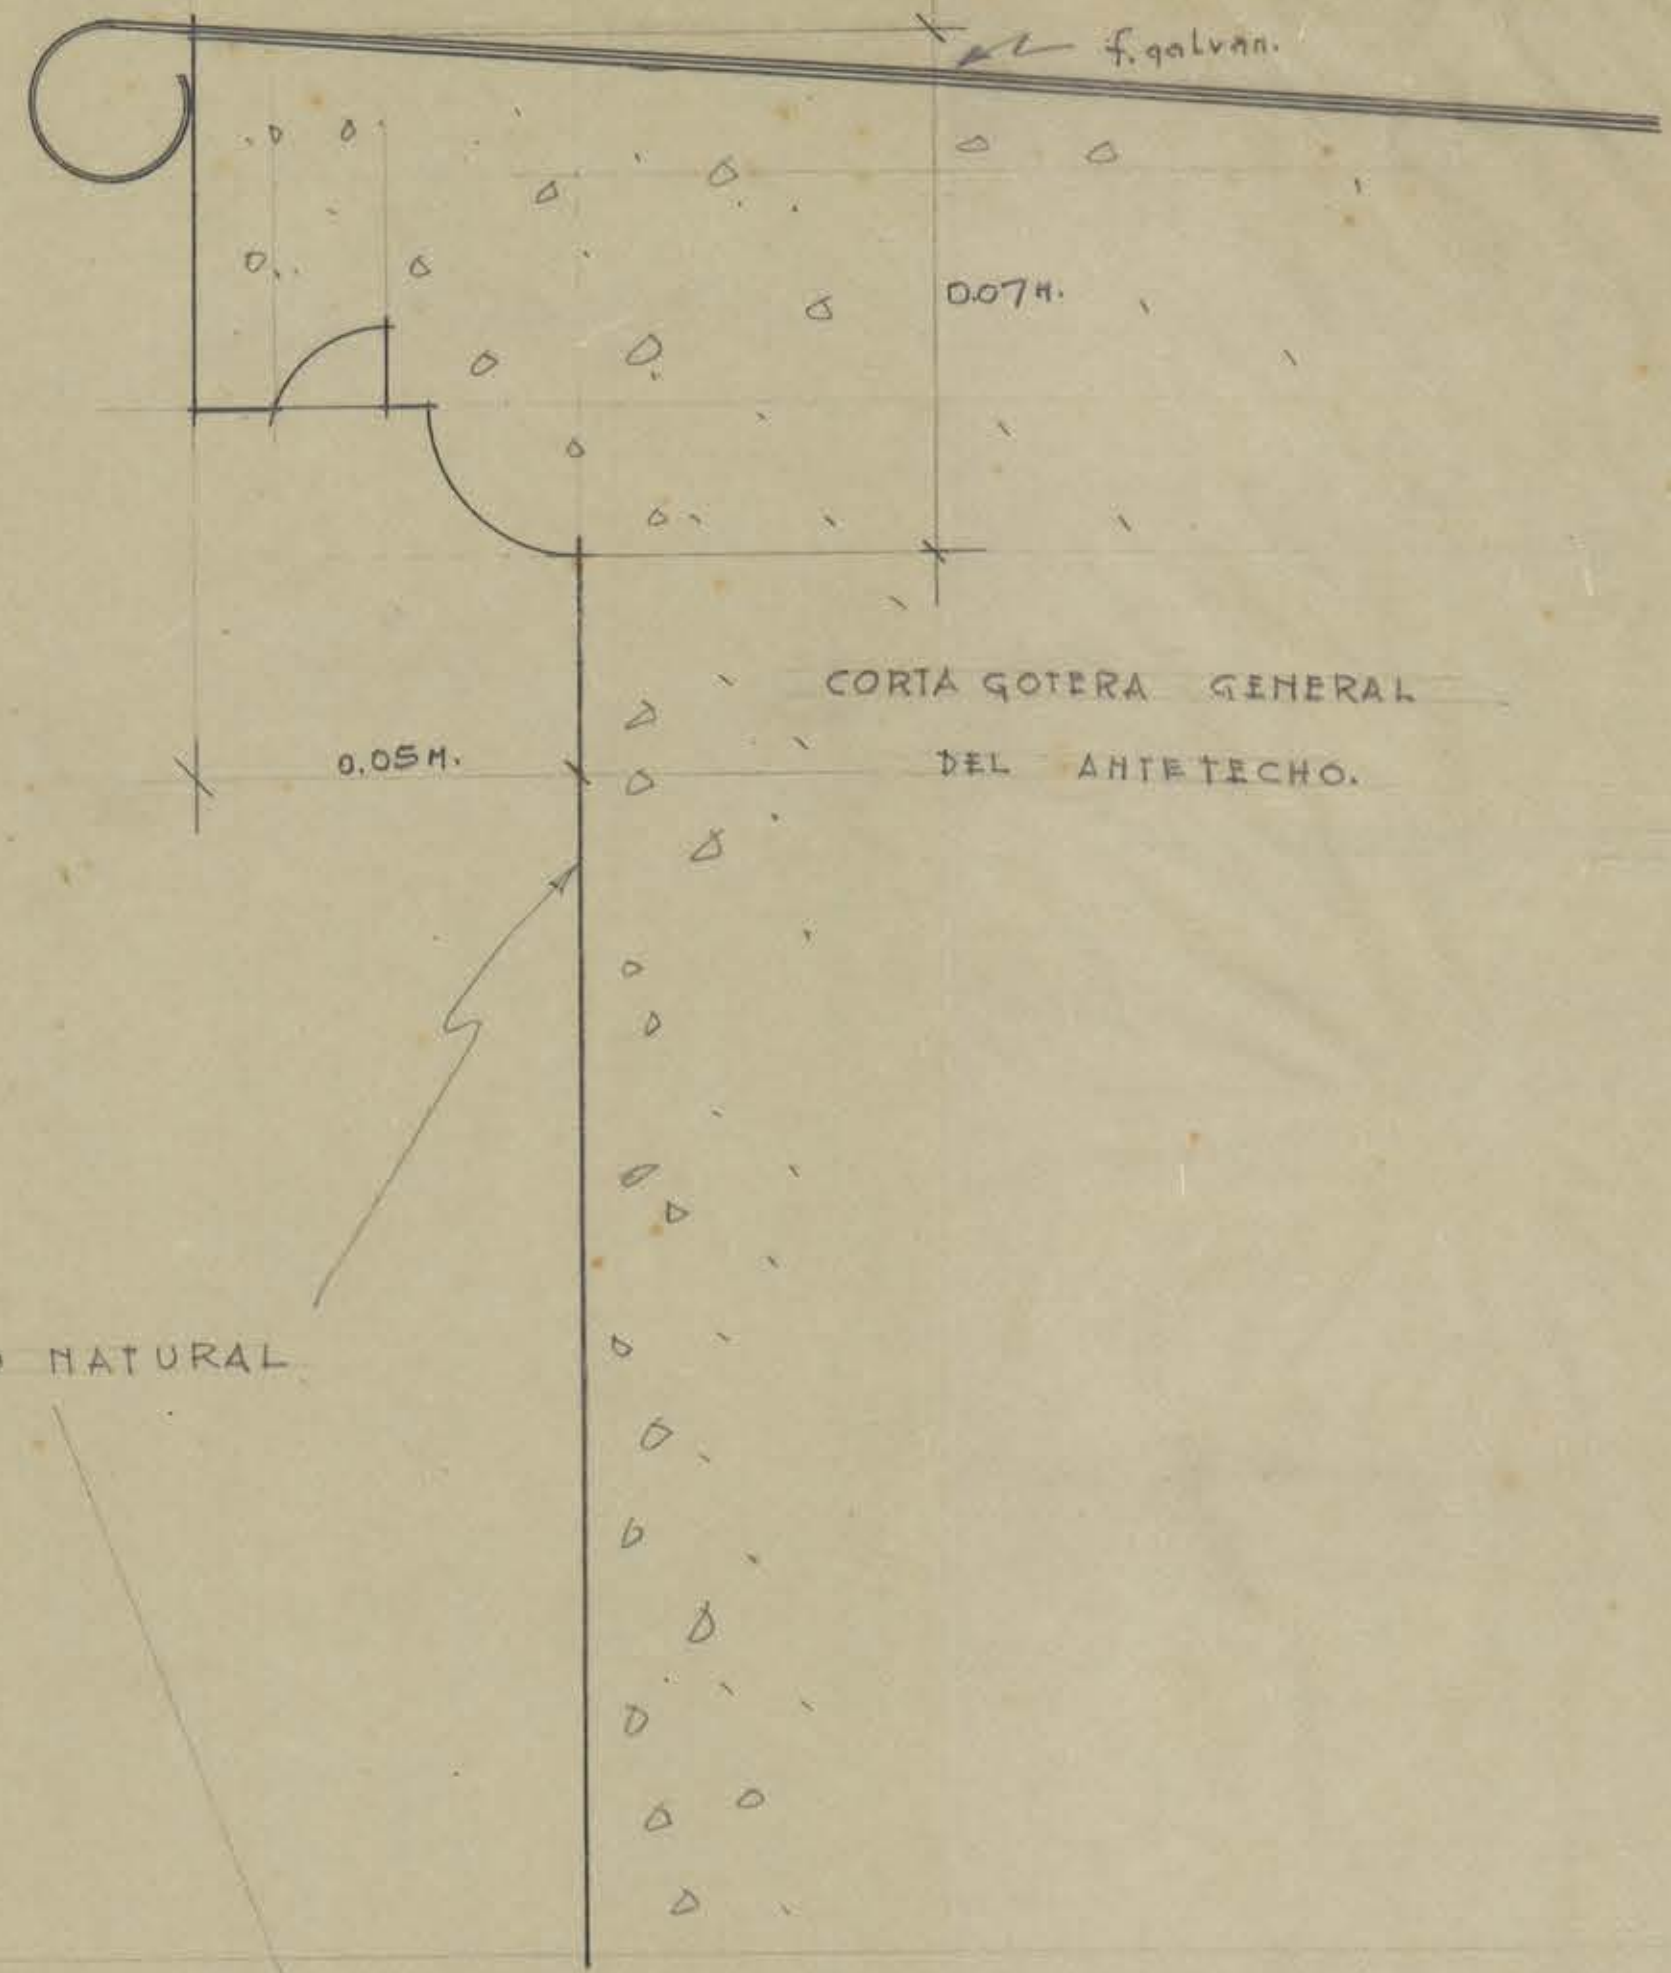 f. galvan.
0.07 M.
CORTA GOTERA GENERAL
DEL ANTETECHO.
0.05 M.
NATURAL